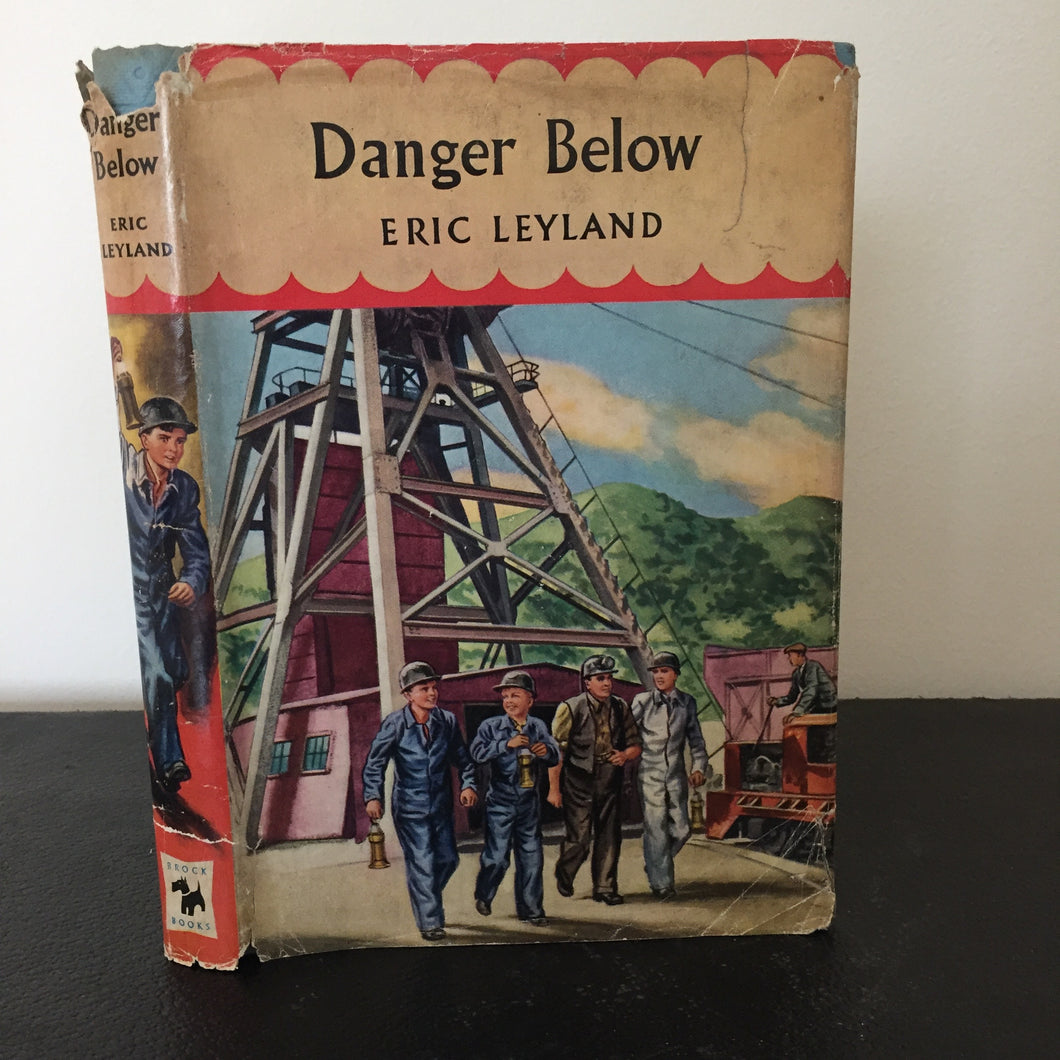 Danger Below
ERIC LEYLAND
Danger
Below
ERIC
LEYLAND
BROCK
BOOKS